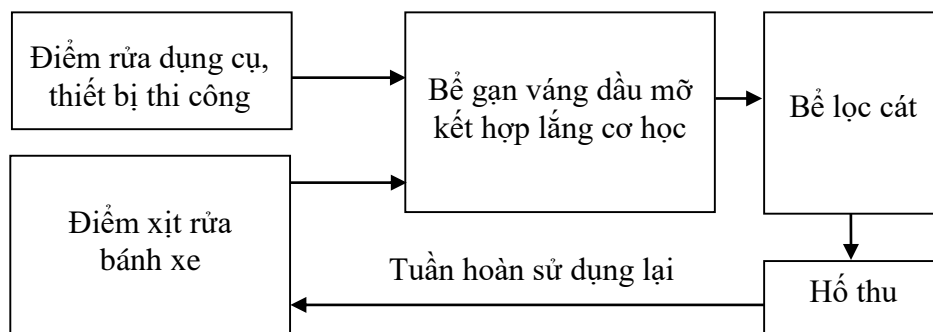 Điểm rửa dụng cụ,
thiết bị thi công
Bể gạn váng dầu mỡ
kết hợp lắng cơ học
Bể lọc cát
Điểm xịt rửa
bánh xe
Tuần hoàn sử dụng lại
Hố thu